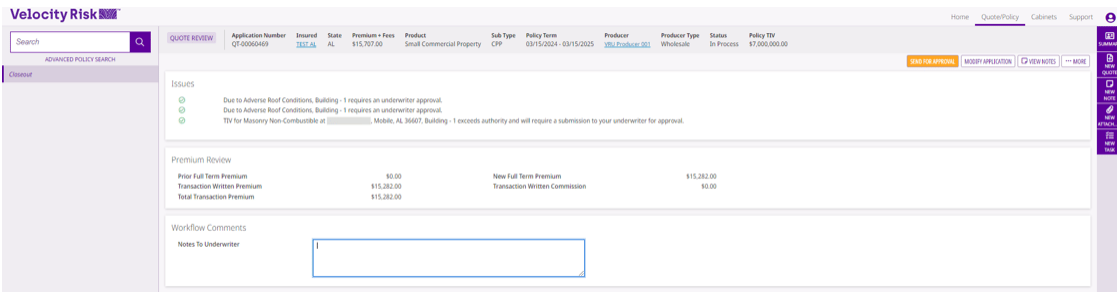 Velocity Risk
Home Quote/Policy Cabinets Support
Search
ADVANCED POLICY SEARCH
Closeout
QUOTE REVIEW
Application Number Insured State Premium + Fees Product Sub Type Policy Term Producer Producer Type Status Policy TIV
QT-00060469 TEST AL AL $15,707.00 Small Commercial Property CPP 03/15/2024 - 03/15/2025 VRU Producer 001 Wholesale In Process $7,000,000.00
SEND FOR APPROVAL MODIFY APPLICATION VIEW NOTES ··· MORE
Issues
Due to Adverse Roof Conditions, Building - 1 requires an underwriter approval.
Due to Adverse Roof Conditions, Building - 1 requires an underwriter approval.
TIV for Masonry Non-Combustible at , Mobile, AL 36607, Building - 1 exceeds authority and will require a submission to your underwriter for approval.
Premium Review
Prior Full Term Premium $0.00 New Full Term Premium $15,282.00
Transaction Written Premium $15,282.00 Transaction Written Commission $0.00
Total Transaction Premium $15,282.00
Workflow Comments
Notes To Underwriter
NEW
QUOTE
NEW
NOTE
NEW
ATTACH...
NEW
TASK